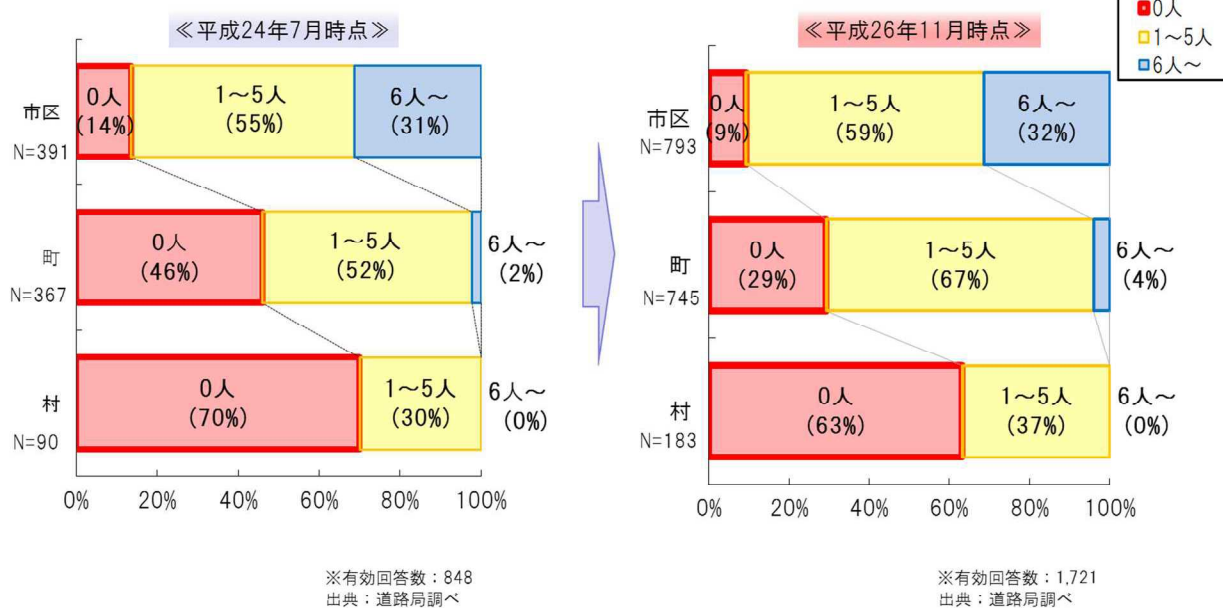 ≪平成24年7月時点≫
市区
N=391
0人
(14%)
1～5人
(55%)
6人～
(31%)
町
N=367
0人
(46%)
1～5人
(52%)
6人～
(2%)
村
N=90
0人
(70%)
1～5人
(30%)
6人～
(0%)
0% 20% 40% 60% 80% 100%
※有効回答数：848
出典：道路局調べ
≪平成26年11月時点≫
0人
1～5人
6人～
市区
N=793
0人
(9%)
1～5人
(59%)
6人～
(32%)
町
N=745
0人
(29%)
1～5人
(67%)
6人～
(4%)
村
N=183
0人
(63%)
1～5人
(37%)
6人～
(0%)
0% 20% 40% 60% 80% 100%
※有効回答数：1,721
出典：道路局調べ